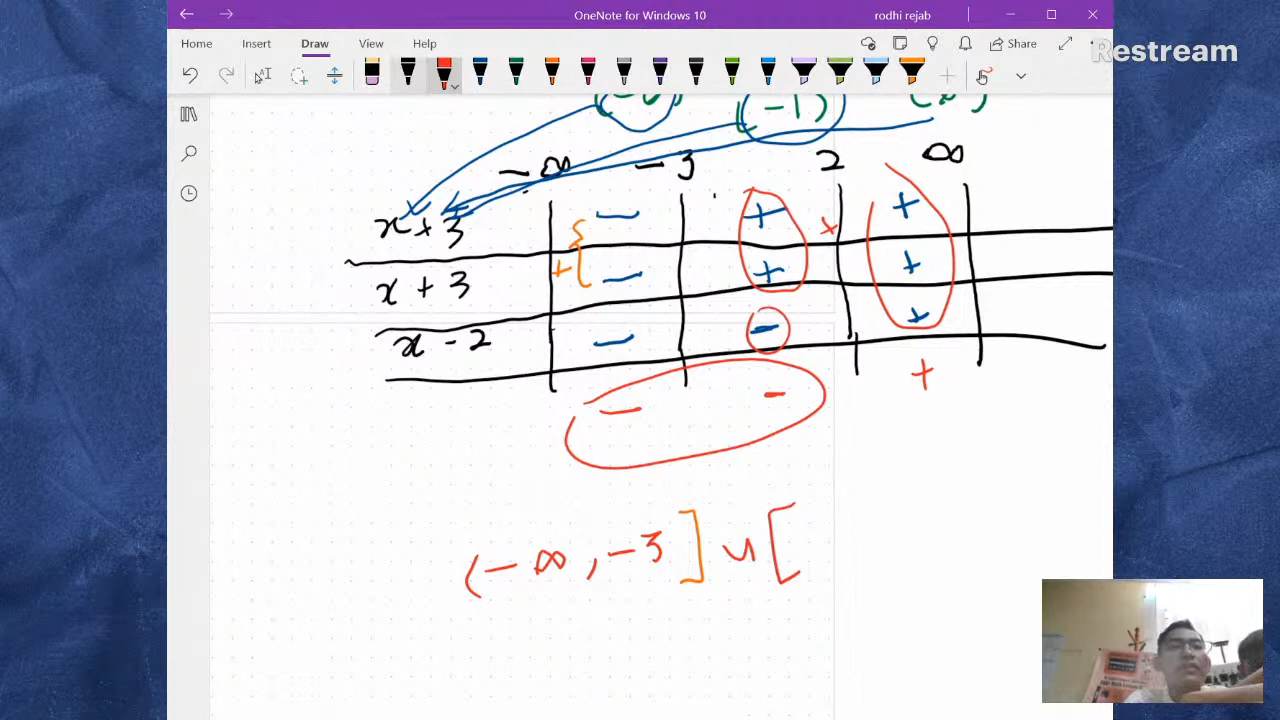 OneNote for Windows 10
rodhi rejab
Home Insert Draw View Help
Share
Restream
(-1)
-∞ -3 2 ∞
x + 3 - + +
x + 3 + - + +
x - 2 - - +
- - +
(-∞, -3] ∪ [